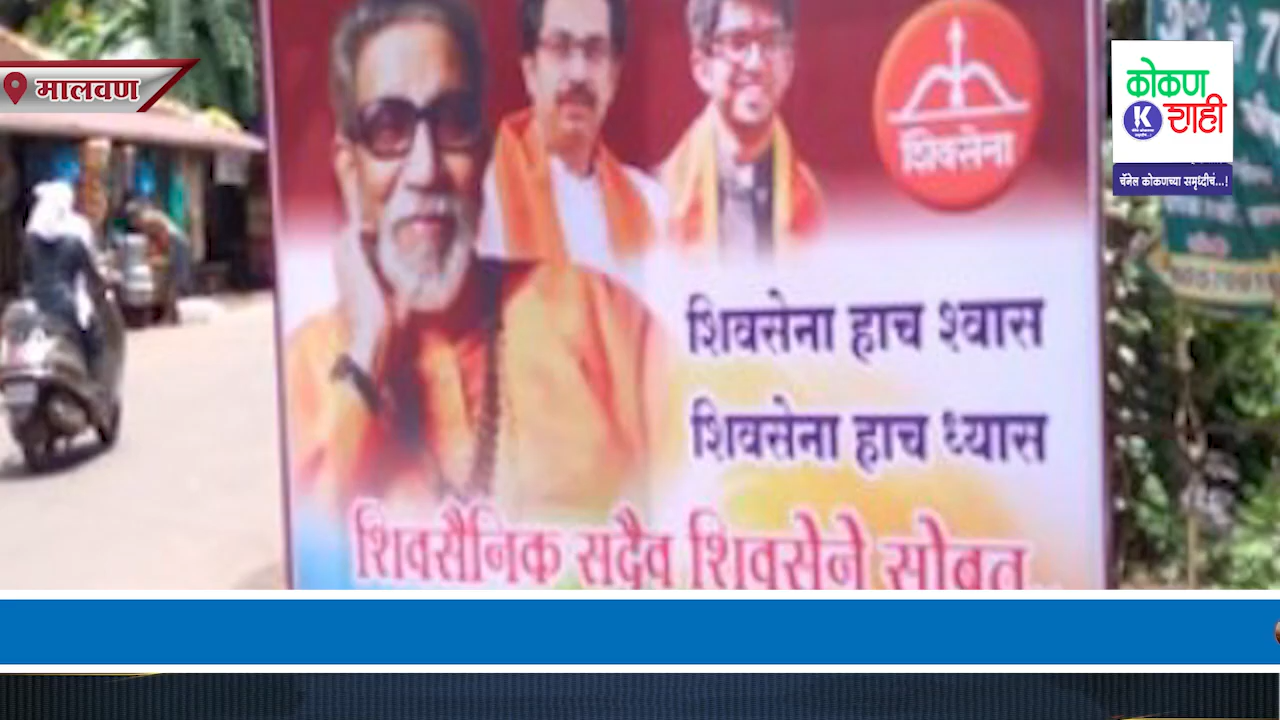 मालवण
कोकण
K
शाही
चॅनेल कोकणच्या समृध्दीचं...!
शिवसेना
शिवसेना हाच श्वास
शिवसेना हाच ध्यास
शिवसैनिक सदैव शिवसेने सोबत..